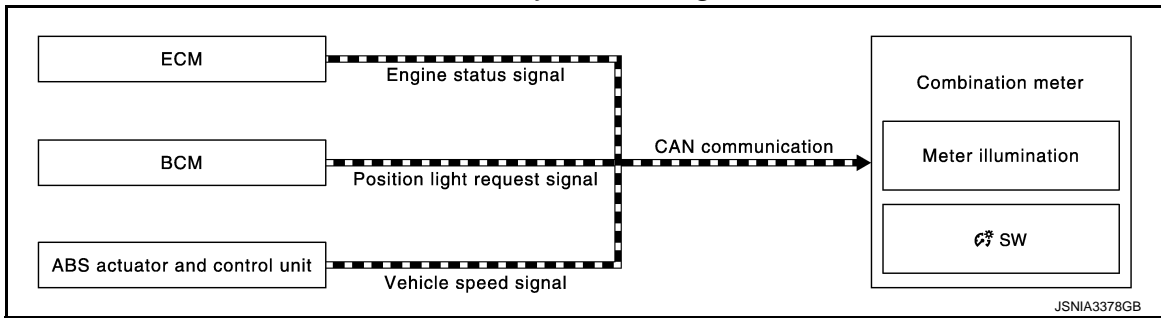 ECM
Engine status signal
BCM
Position light request signal
ABS actuator and control unit
Vehicle speed signal
CAN communication
Combination meter
Meter illumination
SW
JSNIA3378GB